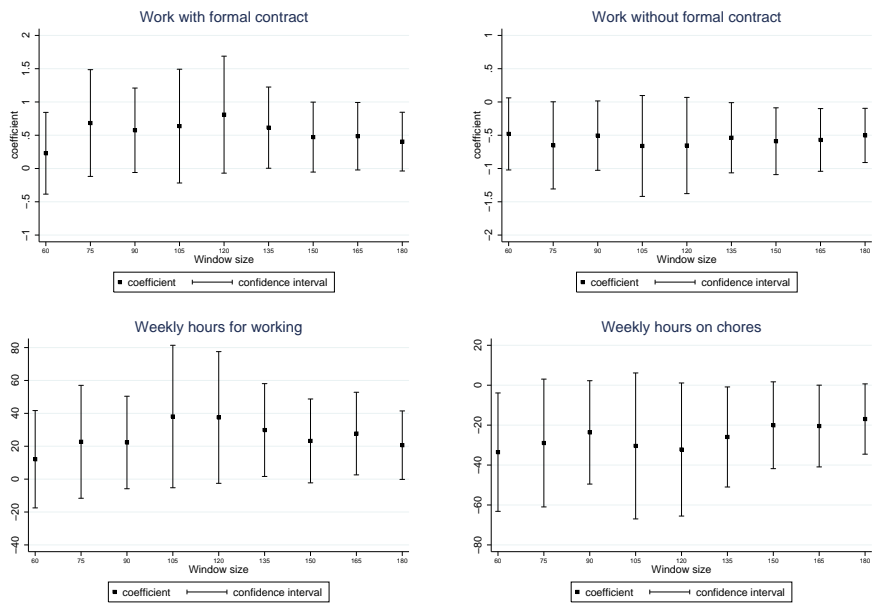 Work with formal contract
Work without formal contract
coefficient
2
1.5
1
.5
0
−.5
−1
60 75 90 105 120 135 150 165 180
Window size
coefficient confidence interval
coefficient
1
.5
0
−.5
−1
−1.5
−2
60 75 90 105 120 135 150 165 180
Window size
coefficient confidence interval
Weekly hours for working
Weekly hours on chores
80
60
40
20
0
−20
−40
60 75 90 105 120 135 150 165 180
Window size
coefficient confidence interval
20
0
−20
−40
−60
−80
60 75 90 105 120 135 150 165 180
Window size
coefficient confidence interval